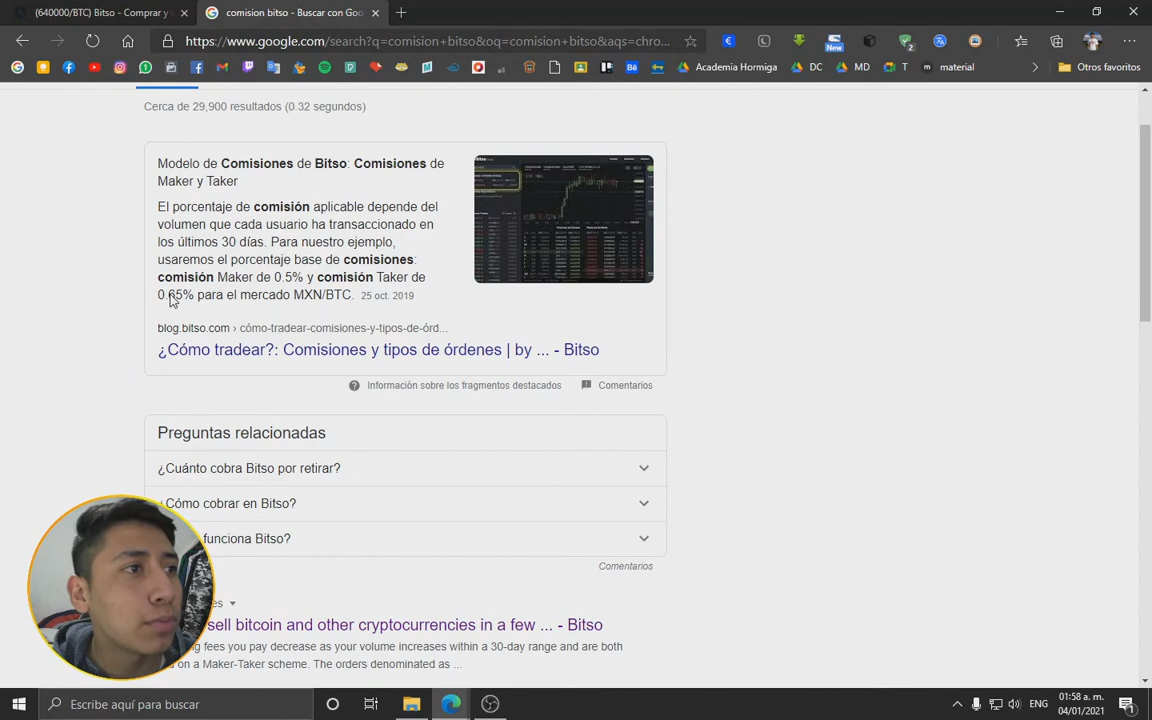 (640000/BTC) Bitso - Comprar y
comision bitso - Buscar con Goo
https://www.google.com/search?q=comision+bitso&oq=comision+bitso&aqs=chro...
New
Academia Hormiga
DC
MD
T
m
material
Otros favoritos
Cerca de 29,900 resultados (0.32 segundos)
Modelo de Comisiones de Bitso: Comisiones de
Maker y Taker
El porcentaje de comisión aplicable depende del
volumen que cada usuario ha transaccionado en
los últimos 30 días. Para nuestro ejemplo,
usaremos el porcentaje base de comisiones:
comisión Maker de 0.5% y comisión Taker de
0.65% para el mercado MXN/BTC. 25 oct. 2019
blog.bitso.com › cómo-tradear-comisiones-y-tipos-de-órd...
¿Cómo tradear?: Comisiones y tipos de órdenes | by ... - Bitso
Información sobre los fragmentos destacados
Comentarios
Preguntas relacionadas
¿Cuánto cobra Bitso por retirar?
¿Cómo cobrar en Bitso?
funciona Bitso?
Comentarios
sell bitcoin and other cryptocurrencies in a few ... - Bitso
fees you pay decrease as your volume increases within a 30-day range and are both
on a Maker-Taker scheme. The orders denominated as ...
Escribe aquí para buscar
ENG
01:58 a. m.
04/01/2021
1